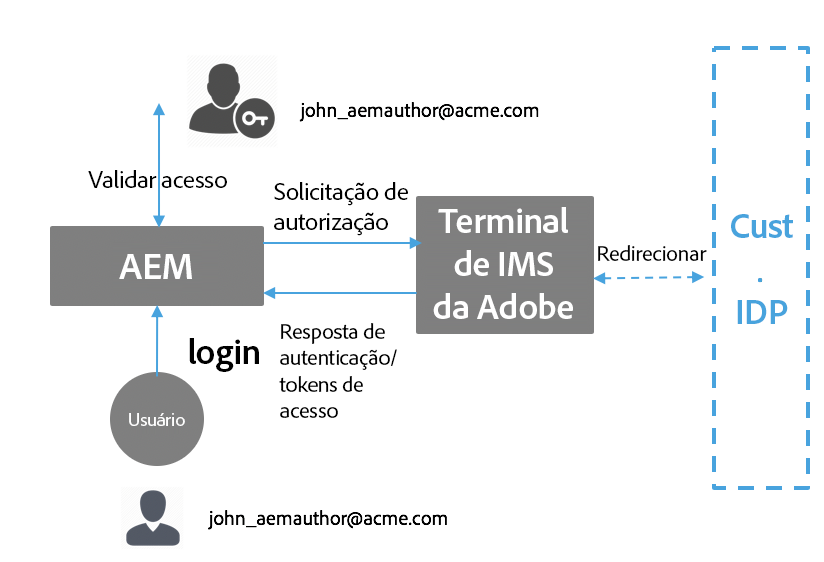 john_aemauthor@acme.com
Validar acesso
Solicitação de
autorização
AEM
Terminal
de IMS
da Adobe
Redirecionar
Cust
.
IDP
login
Resposta de
autenticação/
tokens de
acesso
Usuário
john_aemauthor@acme.com